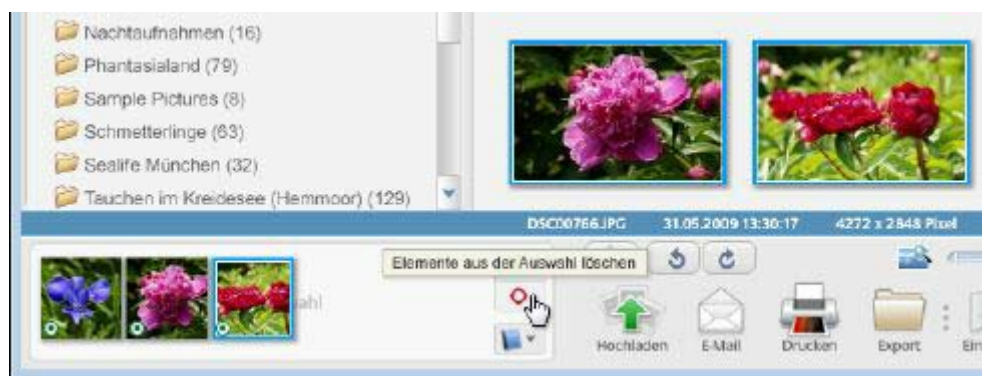 Nachtaufnahmen (16)
Phantasialand (79)
Sample Pictures (8)
Schmetterlinge (63)
Sealife München (32)
Tauchen im Kreidesee (Hemmoor) (129)
DSC00766.JPG 31.05.2009 13:30:17 4272 x 2848 Pixel
Elemente aus der Auswahl löschen
Hochladen E-Mail Drucken Export Ein